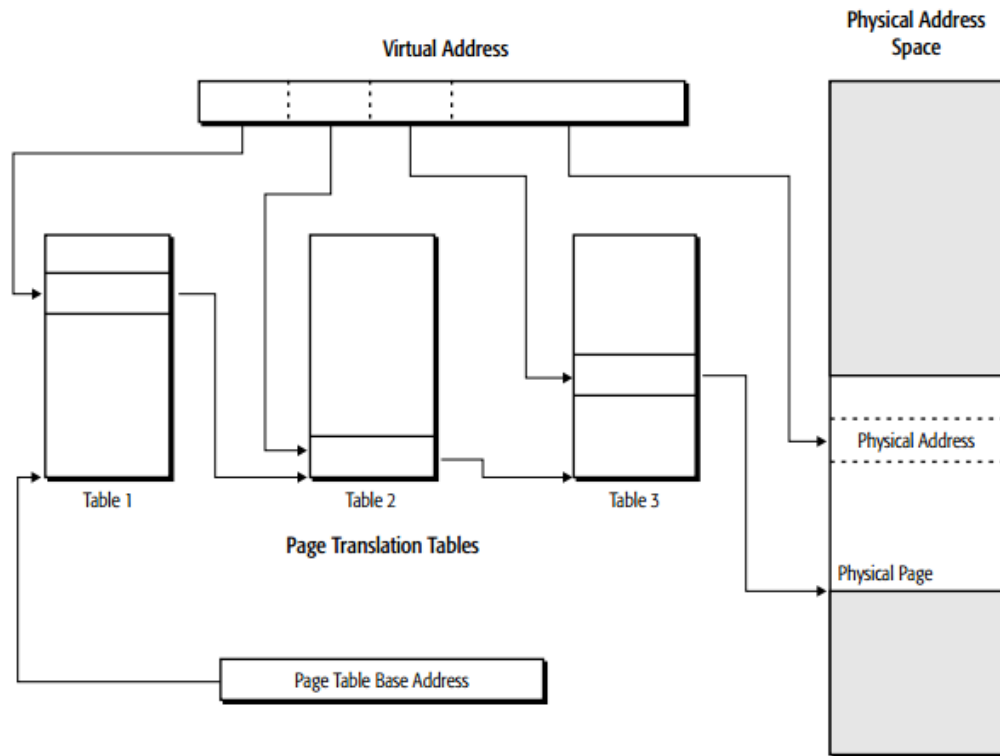 Physical Address
Space
Virtual Address
Physical Address
Table 1
Table 2
Table 3
Page Translation Tables
Physical Page
Page Table Base Address